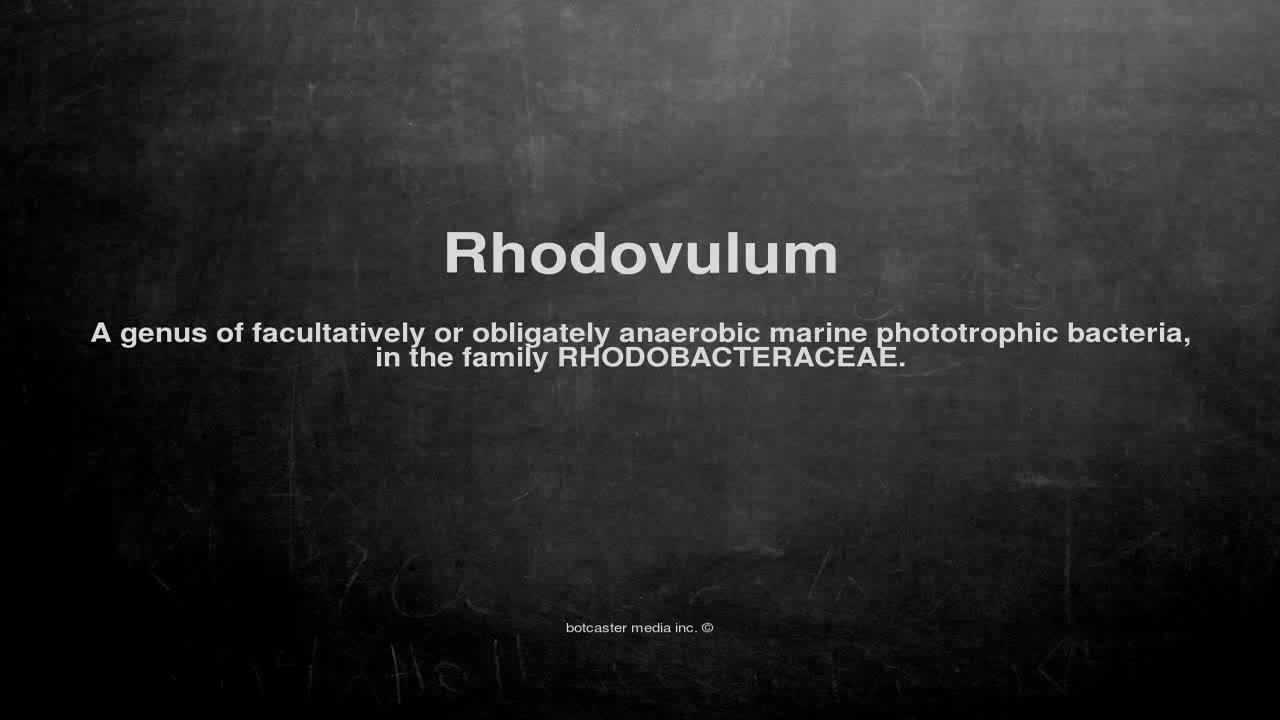 Rhodovulum
A genus of facultatively or obligately anaerobic marine phototrophic bacteria,
in the family RHODOBACTERACEAE.
botcaster media inc. ©